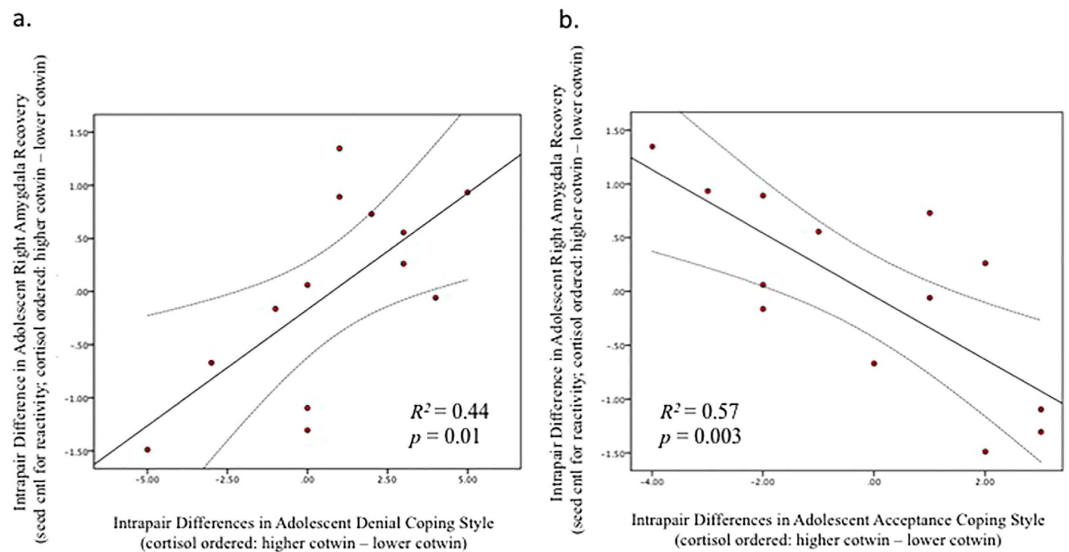 a.
Intrapair Difference in Adolescent Right Amygdala Recovery
(seed cntl for reactivity; cortisol ordered: higher cotwin – lower cotwin)
1.50
1.00
.50
.00
-.50
-1.00
-1.50
R² = 0.44
p = 0.01
-5.00 -2.50 .00 2.50 5.00
Intrapair Differences in Adolescent Denial Coping Style
(cortisol ordered: higher cotwin – lower cotwin)
b.
Intrapair Difference in Adolescent Right Amygdala Recovery
(seed cntl for reactivity; cortisol ordered: higher cotwin – lower cotwin)
1.50
1.00
.50
.00
-.50
-1.00
-1.50
R² = 0.57
p = 0.003
-4.00 -2.00 .00 2.00
Intrapair Differences in Adolescent Acceptance Coping Style
(cortisol ordered: higher cotwin – lower cotwin)